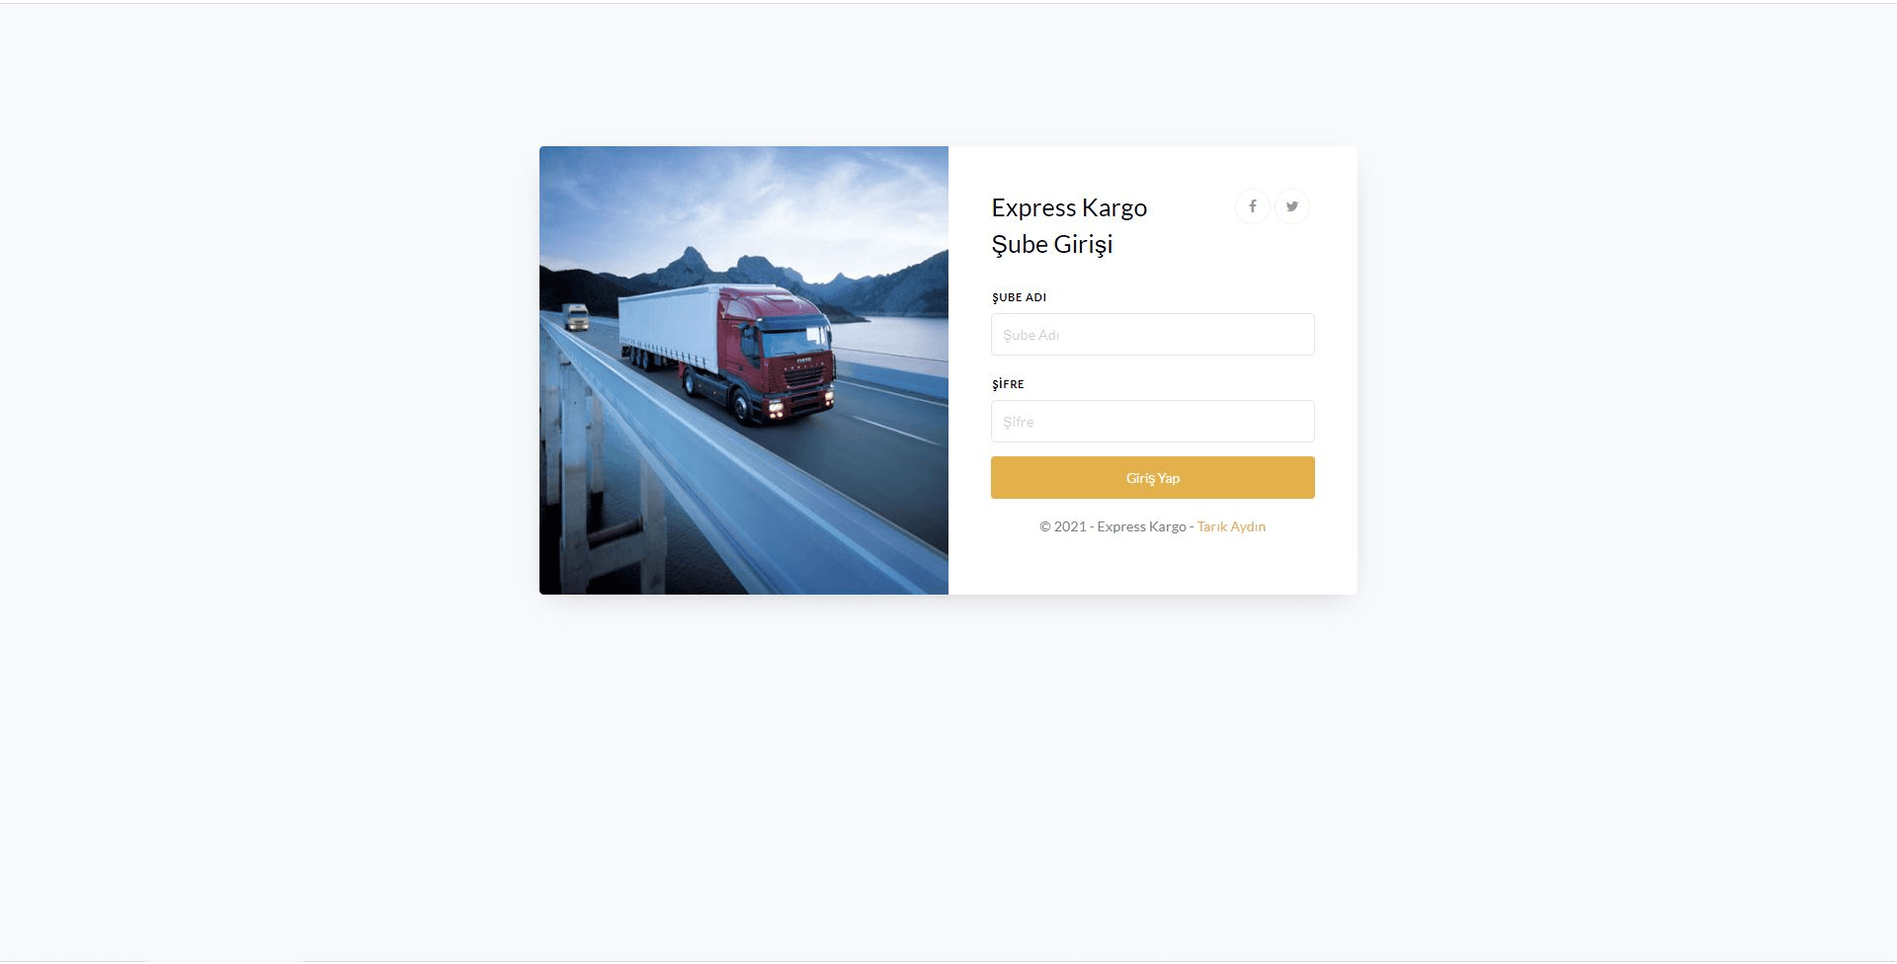 Express Kargo
Şube Girişi
ŞUBE ADI
Şube Adı
ŞİFRE
Şifre
Giriş Yap
© 2021 - Express Kargo - Tarık Aydın